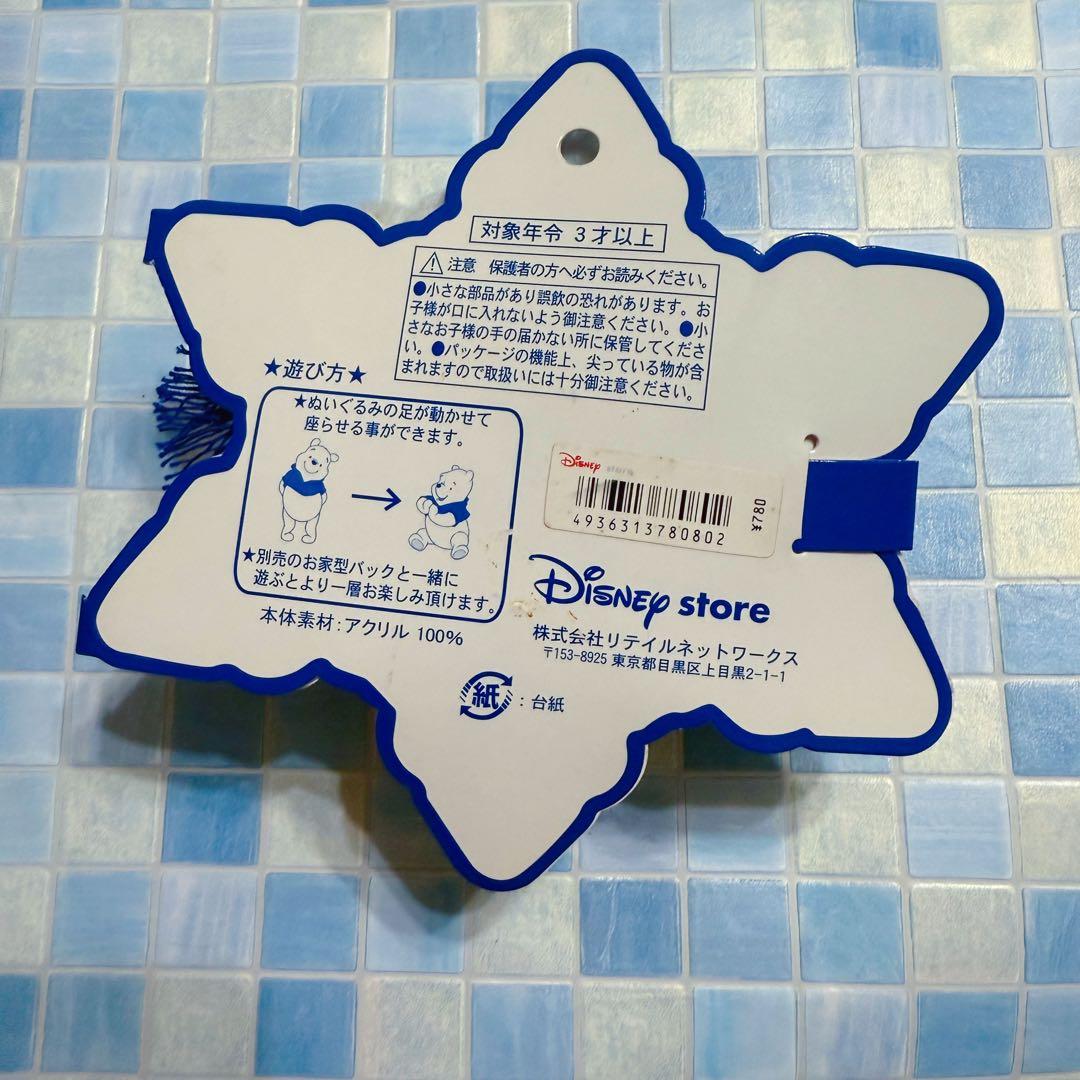 対象年令 3才以上
注意 保護者の方へ必ずお読みください。
●小さな部品があり誤飲の恐れがあります。お
子様が口に入れないよう御注意ください。●小
さなお子様の手の届かない所に保管してくださ
い。●パッケージの機能上、尖っている物が含
まれますので取扱いには十分御注意ください。
★遊び方★
★ぬいぐるみの足が動かせて
座らせる事ができます。
★別売のお家型バックと一緒に
遊ぶとより一層お楽しみ頂けます。
本体素材:アクリル 100%
Disney store
4936313780802
¥780
Disney store
株式会社リテイルネットワークス
〒153-8925 東京都目黒区上目黒2-1-1
紙 : 台紙